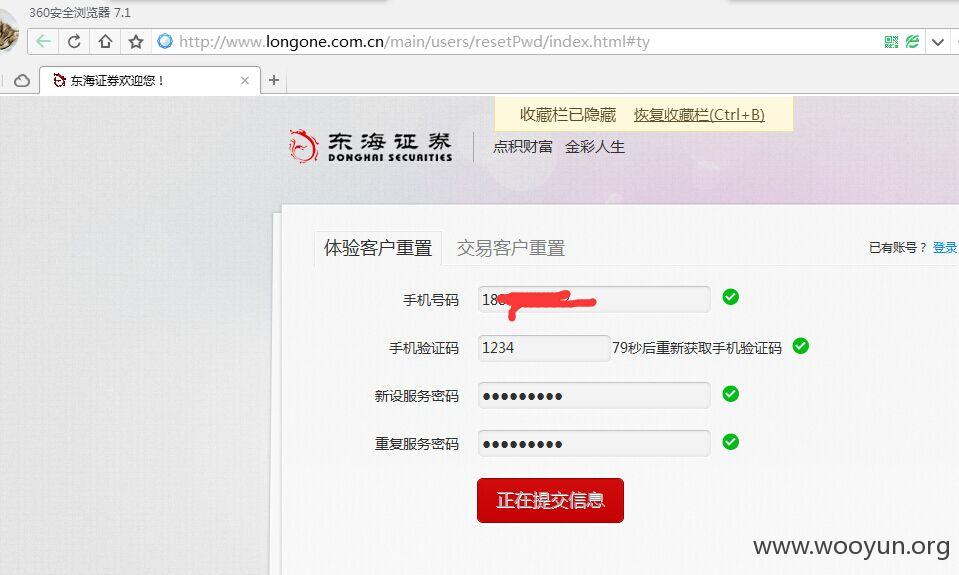 360安全浏览器 7.1
http://www.longone.com.cn/main/users/resetPwd/index.html#ty
东海证券欢迎您！
收藏栏已隐藏 恢复收藏栏(Ctrl+B)
东海证券
DONGHAI SECURITIES
点积财富 金彩人生
体验客户重置 交易客户重置 已有账号？ 登录
手机号码 18
手机验证码 1234 79秒后重新获取手机验证码
新设服务密码 ●●●●●●●●●
重复服务密码 ●●●●●●●●●
正在提交信息
www.wooyun.org